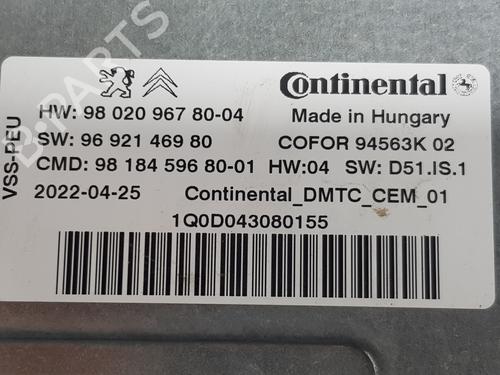 Continental
HW: 98 020 967 80-04
Made in Hungary
SW: 96 921 469 80
COFOR 94563K 02
CMD: 98 184 596 80-01 HW:04 SW: D51.IS.1
2022-04-25 Continental_DMTC_CEM_01
1Q0D043080155
VSS-PEU
B-PARTS